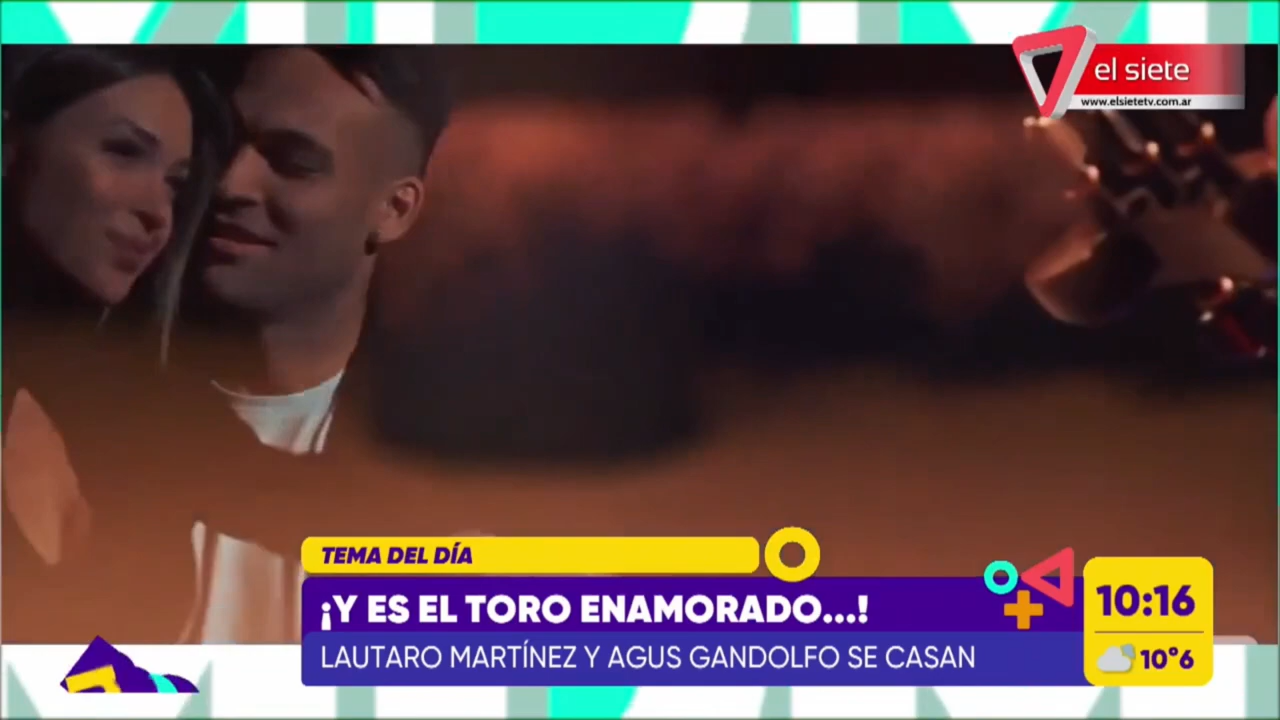 el siete
www.elsietetv.com.ar
TEMA DEL DÍA
¡Y ES EL TORO ENAMORADO...!
LAUTARO MARTÍNEZ Y AGUS GANDOLFO SE CASAN
10:16
10°6